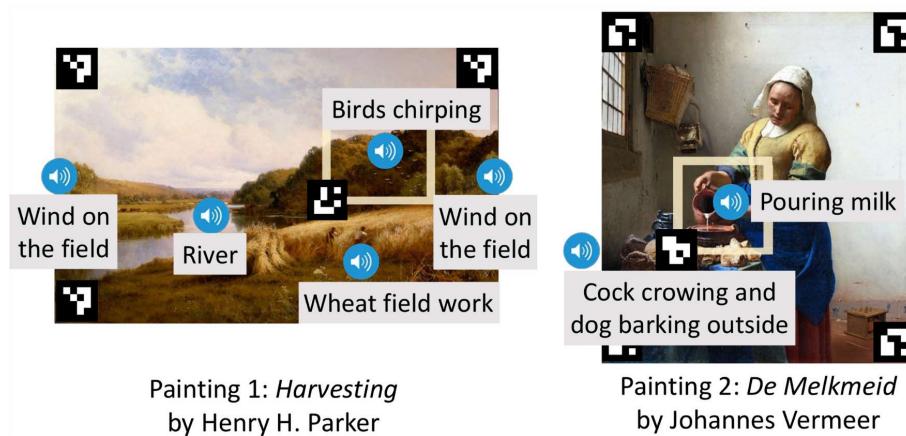 Birds chirping
Wind on
the field
River
Wind on
the field
Wheat field work
Painting 1: Harvesting
by Henry H. Parker
Pouring milk
Cock crowing and
dog barking outside
Painting 2: De Melkmeid
by Johannes Vermeer